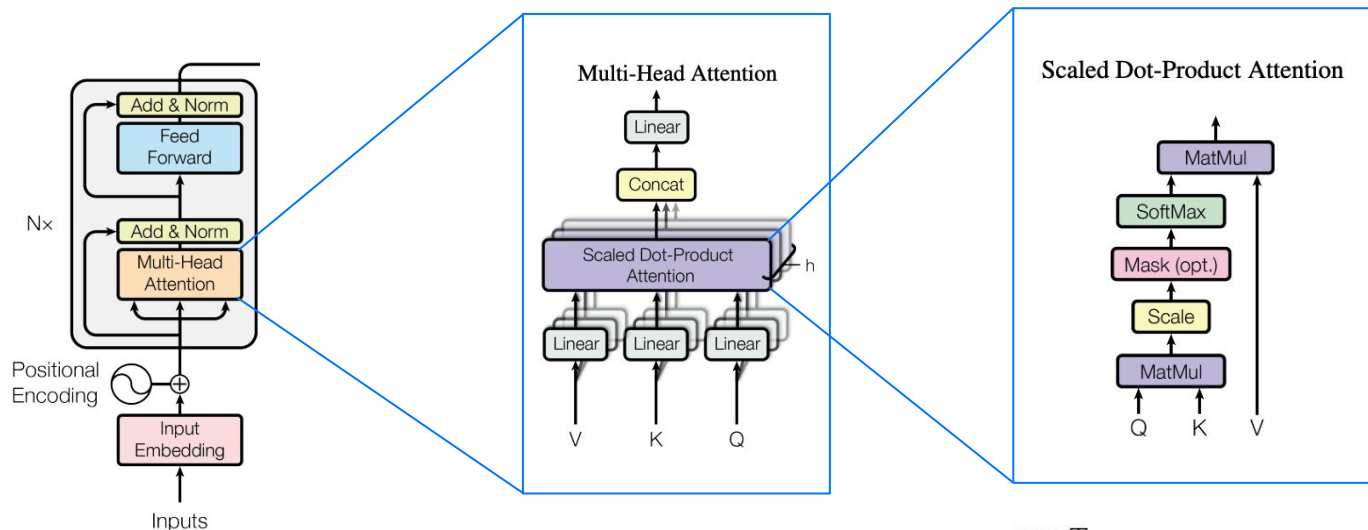 Add & Norm
Feed
Forward
N×
Add & Norm
Multi-Head
Attention
Positional
Encoding
Input
Embedding
Inputs
Multi-Head Attention
Linear
Concat
Scaled Dot-Product
Attention
h
Linear
Linear
Linear
V
K
Q
Scaled Dot-Product Attention
MatMul
SoftMax
Mask (opt.)
Scale
MatMul
Q
K
V